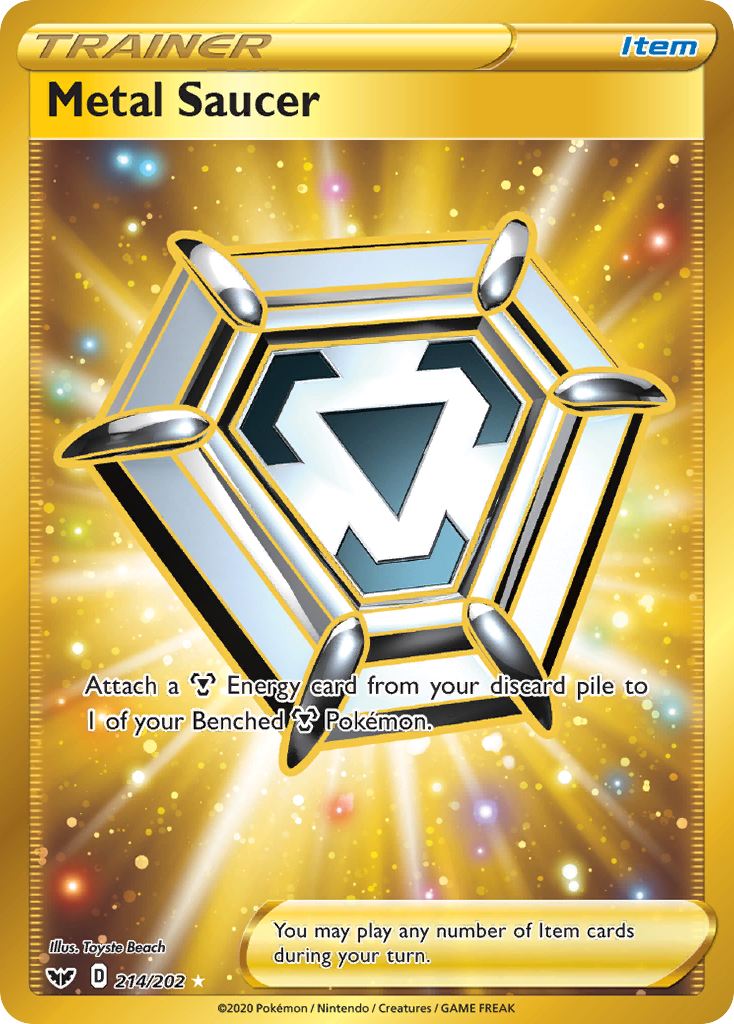 TRAINER
Item
Metal Saucer
Attach a Energy card from your discard pile to
1 of your Benched Pokémon.
You may play any number of Item cards
during your turn.
Illus. Toyste Beach
D 214/202 ★
©2020 Pokémon / Nintendo / Creatures / GAME FREAK